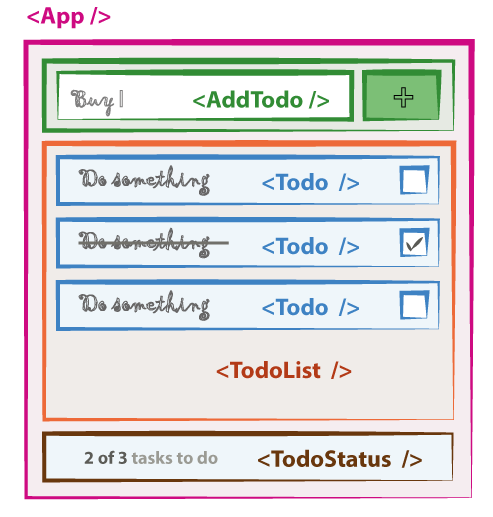 <App />
Buy <AddTodo />
Do something <Todo />
Do something <Todo />
Do something <Todo />
<TodoList />
2 of 3 tasks to do <TodoStatus />